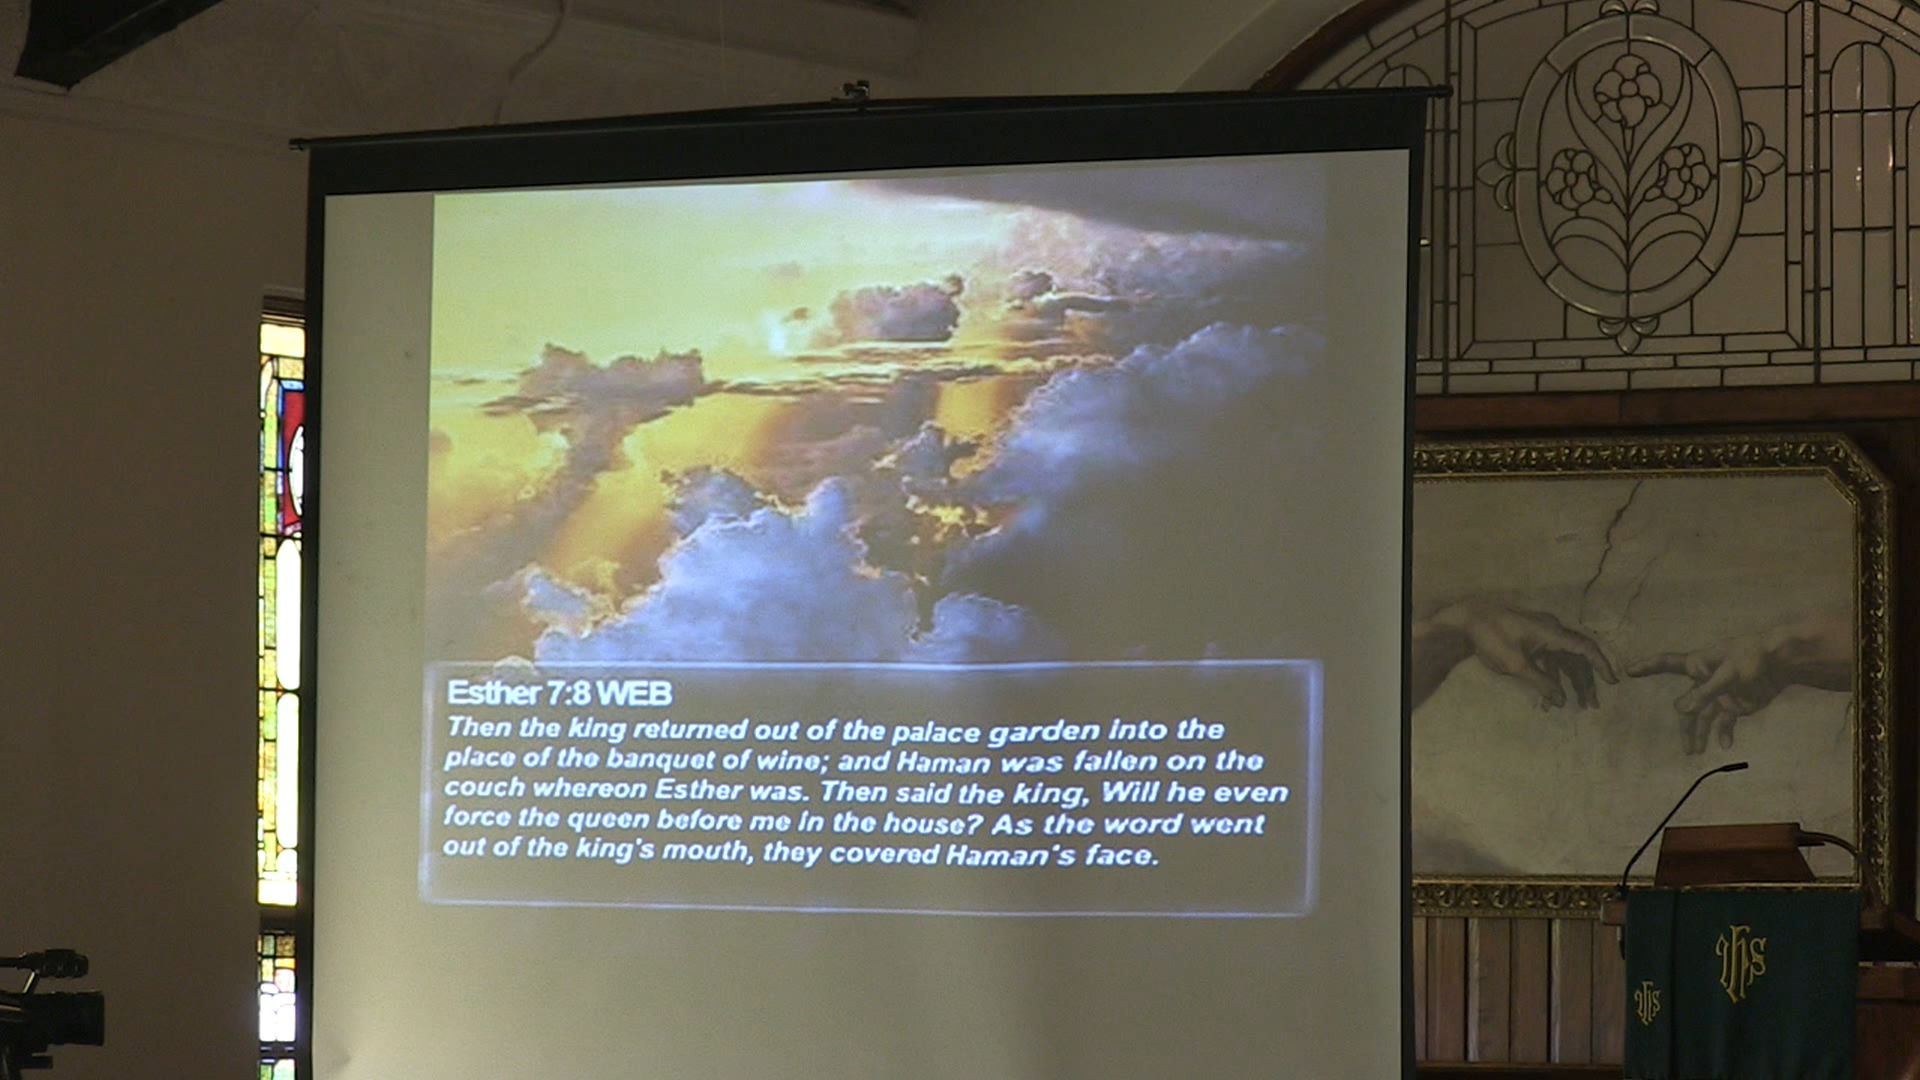 Esther 7:8 WEB
Then the king returned out of the palace garden into the
place of the banquet of wine; and Haman was fallen on the
couch whereon Esther was. Then said the king, Will he even
force the queen before me in the house? As the word went
out of the king's mouth, they covered Haman's face.
IHS
IHS